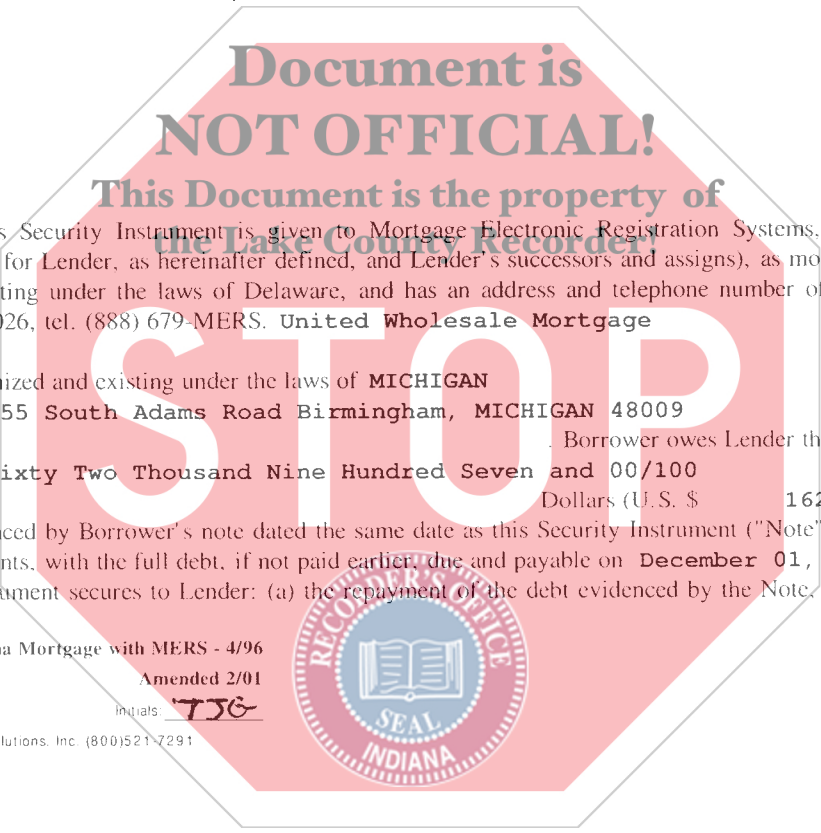 Document is
NOT OFFICIAL!
This Document is the property of
the Lake County Recorder!
s Security Instrument is given to Mortgage Electronic Registration Systems,
for Lender, as hereinafter defined, and Lender's successors and assigns), as mo
ting under the laws of Delaware, and has an address and telephone number of
026, tel. (888) 679-MERS. United Wholesale Mortgage
nized and existing under the laws of MICHIGAN
55 South Adams Road Birmingham, MICHIGAN 48009
. Borrower owes Lender th
ixty Two Thousand Nine Hundred Seven and 00/100
Dollars (U.S. $ 162
nced by Borrower's note dated the same date as this Security Instrument ("Note"
nts, with the full debt, if not paid earlier, due and payable on December 01,
ument secures to Lender: (a) the repayment of the debt evidenced by the Note,
na Mortgage with MERS - 4/96
Amended 2/01
Initials: TJG
lutions, Inc. (800)521-7291
STOP
RECORDER'S OFFICE
SEAL
INDIANA